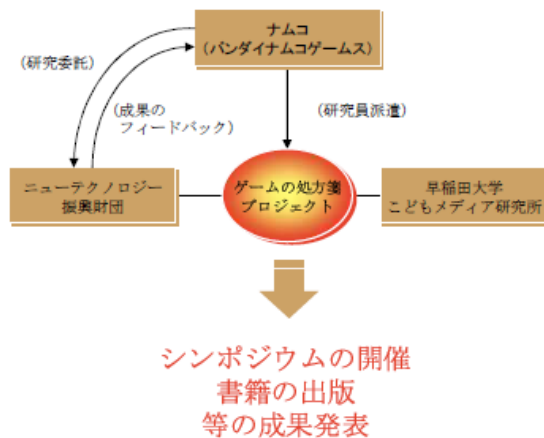 ナムコ
(バンダイナムコゲームス)
(研究委託)
(成果の
フィードバック)
(研究員派遣)
ニューテクノロジー
振興財団
ゲームの処方箋
プロジェクト
早稲田大学
こどもメディア研究所
シンポジウムの開催
書籍の出版
等の成果発表